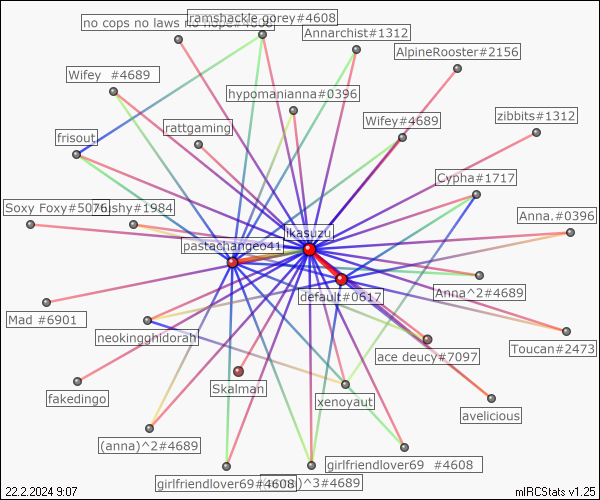 no cops no laws no hope#4608
ramshackle gorey#4608
Annarchist#1312
AlpineRooster#2156
Wifey #4689
hypomanianna#0396
zibbits#1312
Wifey#4689
frisout
rattgaming
Cypha#1717
Soxy Foxy#5076
#1984
Anna.#0396
ikasuzu
pastachangeo41
default#0617
Anna^2#4689
Mad #6901
neokingghidorah
Toucan#2473
ace deucy#7097
Skalman
fakedingo
xenoyaut
avelicious
(anna)^2#4689
girlfriendlover69 #4608
girlfriendlover69#4608
)^3#4689
22.2.2024 9:07
mIRCStats v1.25